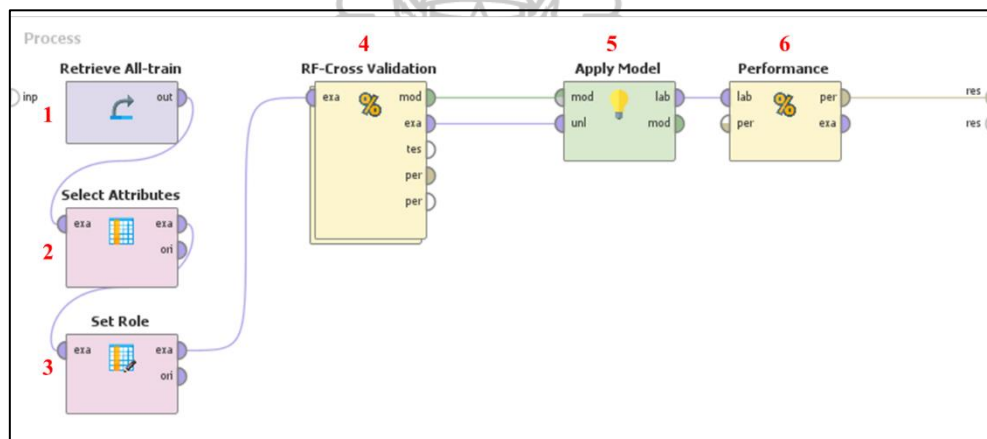 Process
4
5
6
Retrieve All-train
RF-Cross Validation
Apply Model
Performance
inp
1
out
exa
mod
exa
tes
per
per
mod
unl
lab
mod
lab
per
per
exa
res
res
Select Attributes
2
exa
exa
ori
Set Role
3
exa
exa
ori